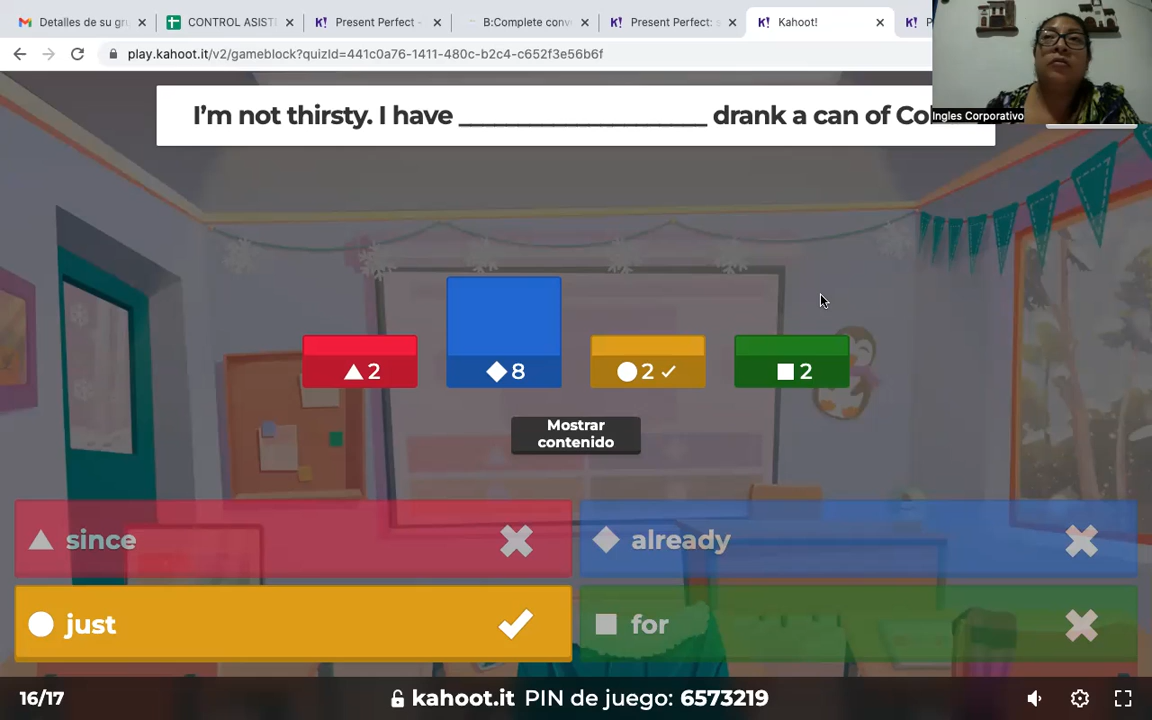 Detalles de su gr
CONTROL ASIST
Present Perfect -
B:Complete conv
Present Perfect: s
Kahoot!
P
play.kahoot.it/v2/gameblock?quizId=441c0a76-1411-480c-b2c4-c652f3e56b6f
Ingles Corporativo
I'm not thirsty. I have ____________________ drank a can of Co
2
8
2
2
Mostrar
contenido
since
already
just
for
16/17
kahoot.it PIN de juego: 6573219